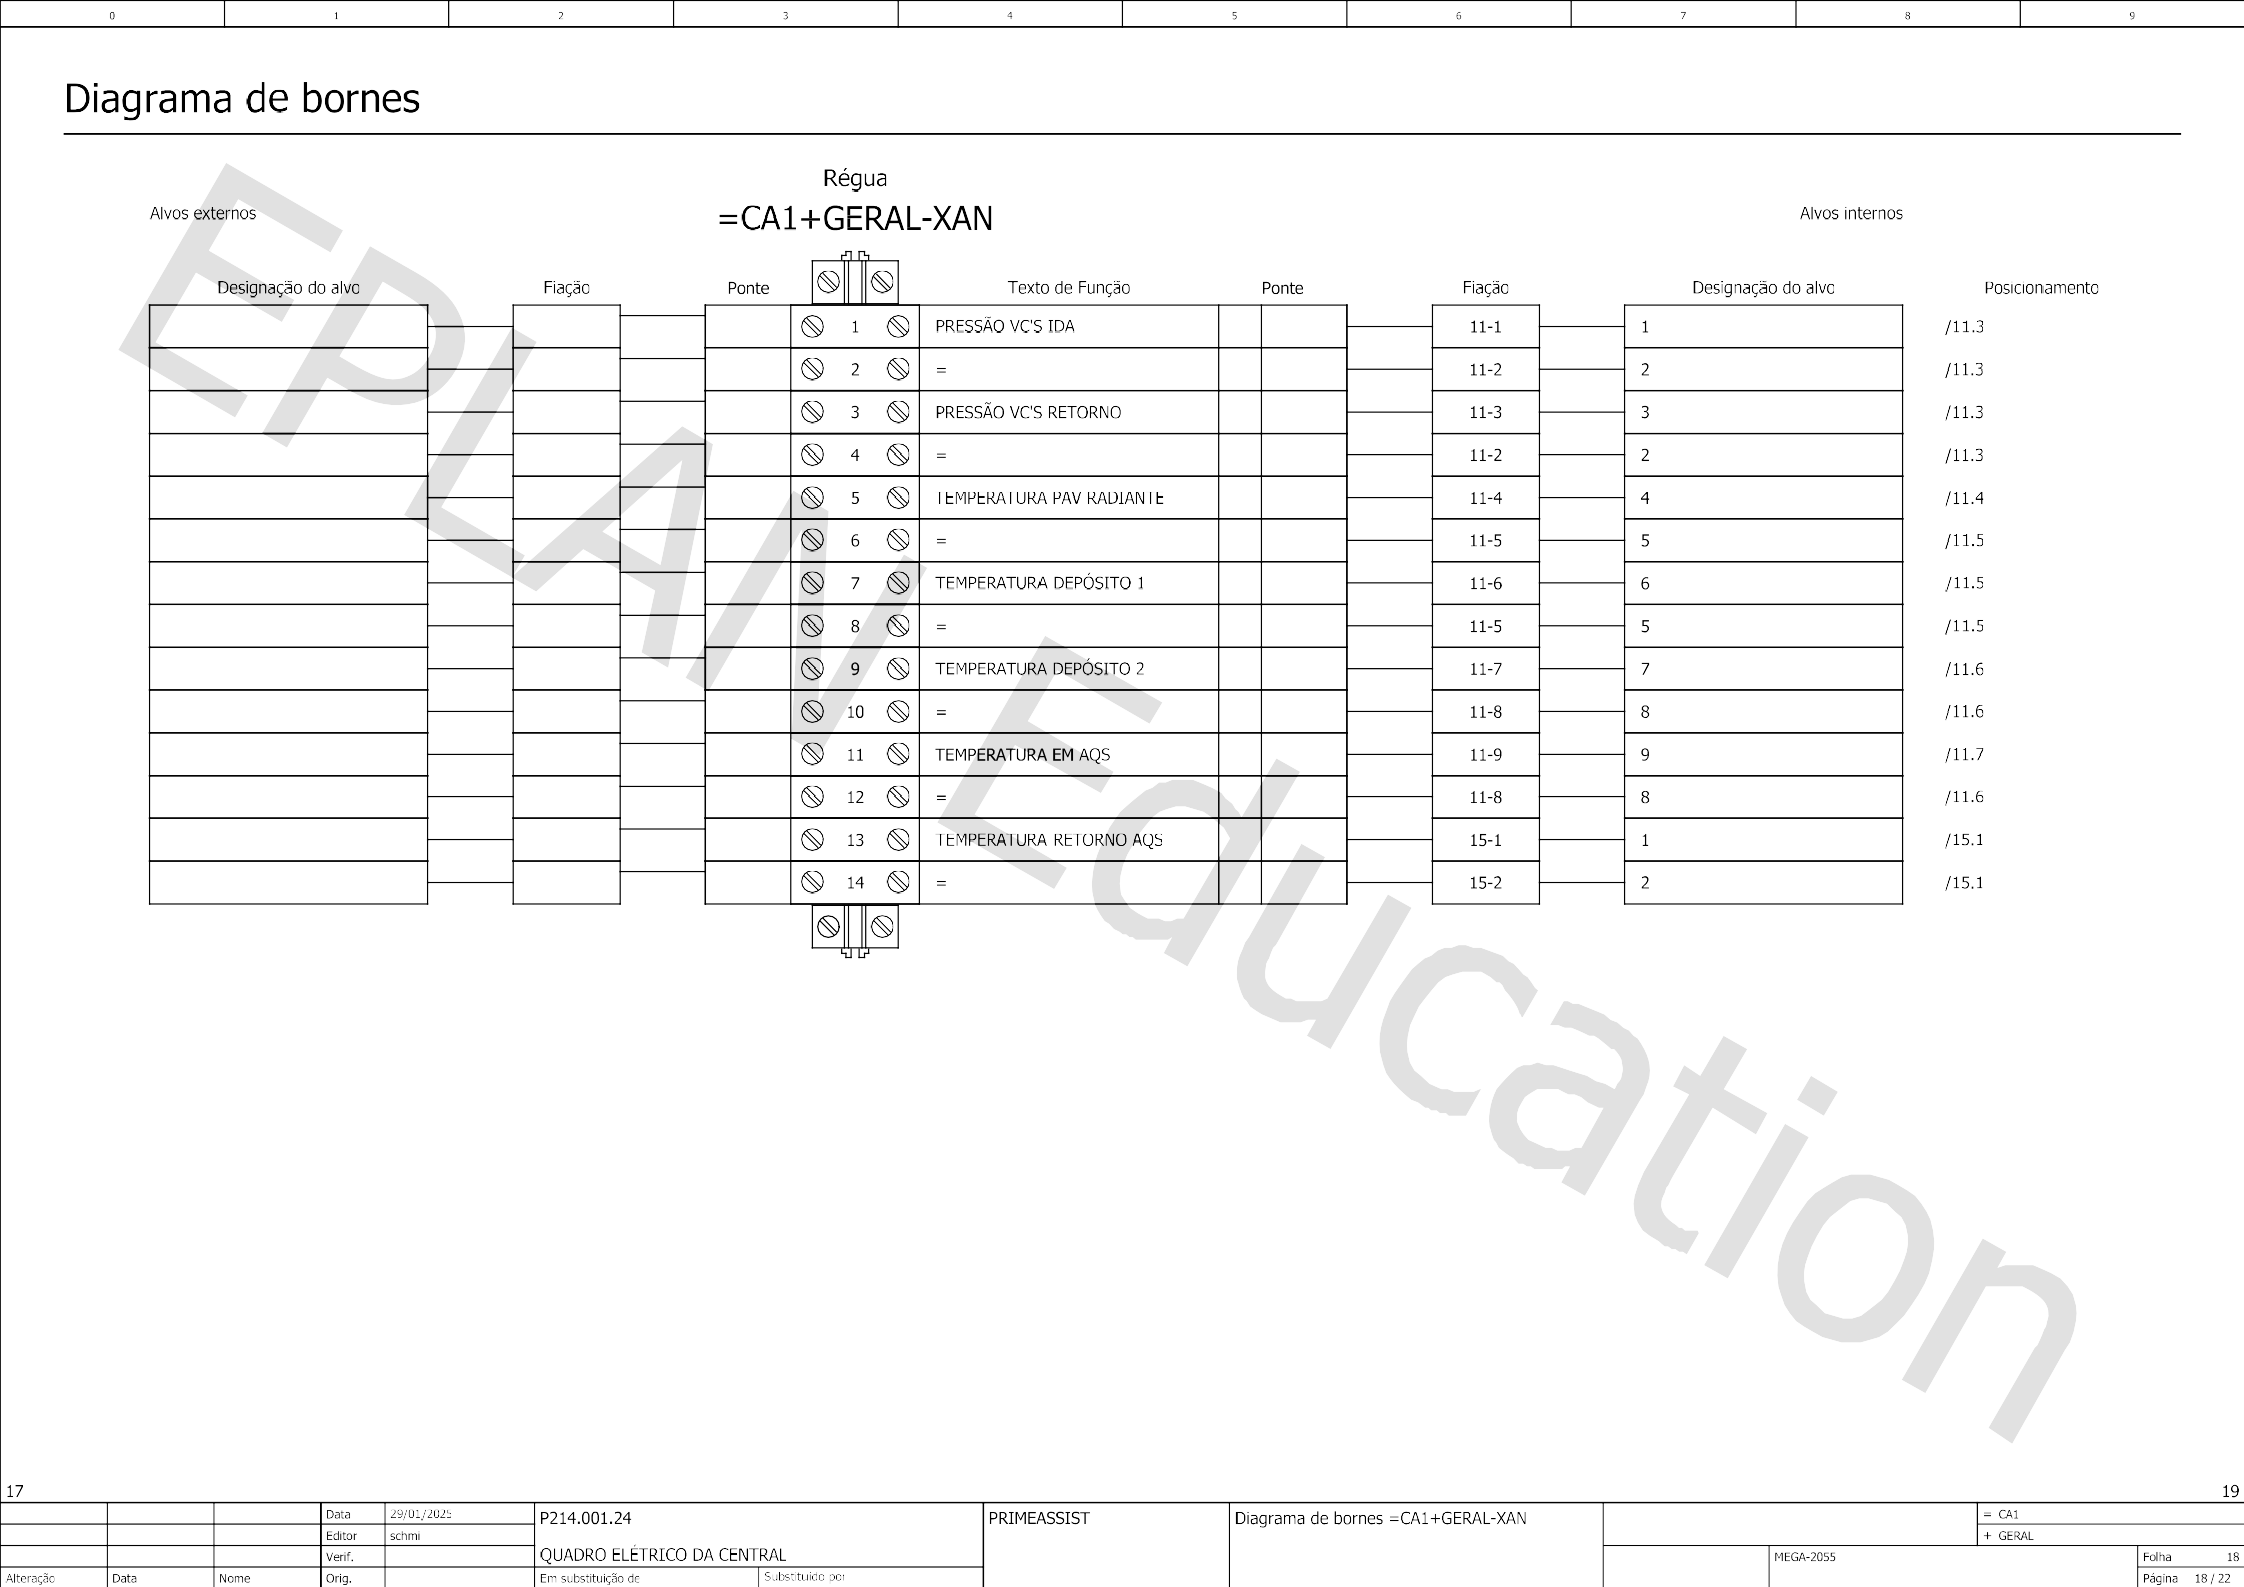 0 1 2 3 4 5 6 7 8 9
Diagrama de bornes
Régua
=CA1+GERAL-XAN
Alvos externos
Alvos internos
Designação do alvo Fiação Ponte Texto de Função Ponte Fiação Designação do alvo Posicionamento
1 PRESSÃO VC'S IDA 11-1 1 /11.3
2 = 11-2 2 /11.3
3 PRESSÃO VC'S RETORNO 11-3 3 /11.3
4 = 11-2 2 /11.3
5 TEMPERATURA PAV RADIANTE 11-4 4 /11.4
6 = 11-5 5 /11.5
7 TEMPERATURA DEPÓSITO 1 11-6 6 /11.5
8 = 11-5 5 /11.5
9 TEMPERATURA DEPÓSITO 2 11-7 7 /11.6
10 = 11-8 8 /11.6
11 TEMPERATURA EM AQS 11-9 9 /11.7
12 = 11-8 8 /11.6
13 TEMPERATURA RETORNO AQS 15-1 1 /15.1
14 = 15-2 2 /15.1
EPLAN Education
17
19
Data 29/01/2025 P214.001.24 PRIMEASSIST Diagrama de bornes =CA1+GERAL-XAN = CA1
Editor schmi + GERAL
Verif. QUADRO ELÉTRICO DA CENTRAL MEGA-2055 Folha 18
Alteração Data Nome Orig. Em substituição de Substituido por Página 18 / 22